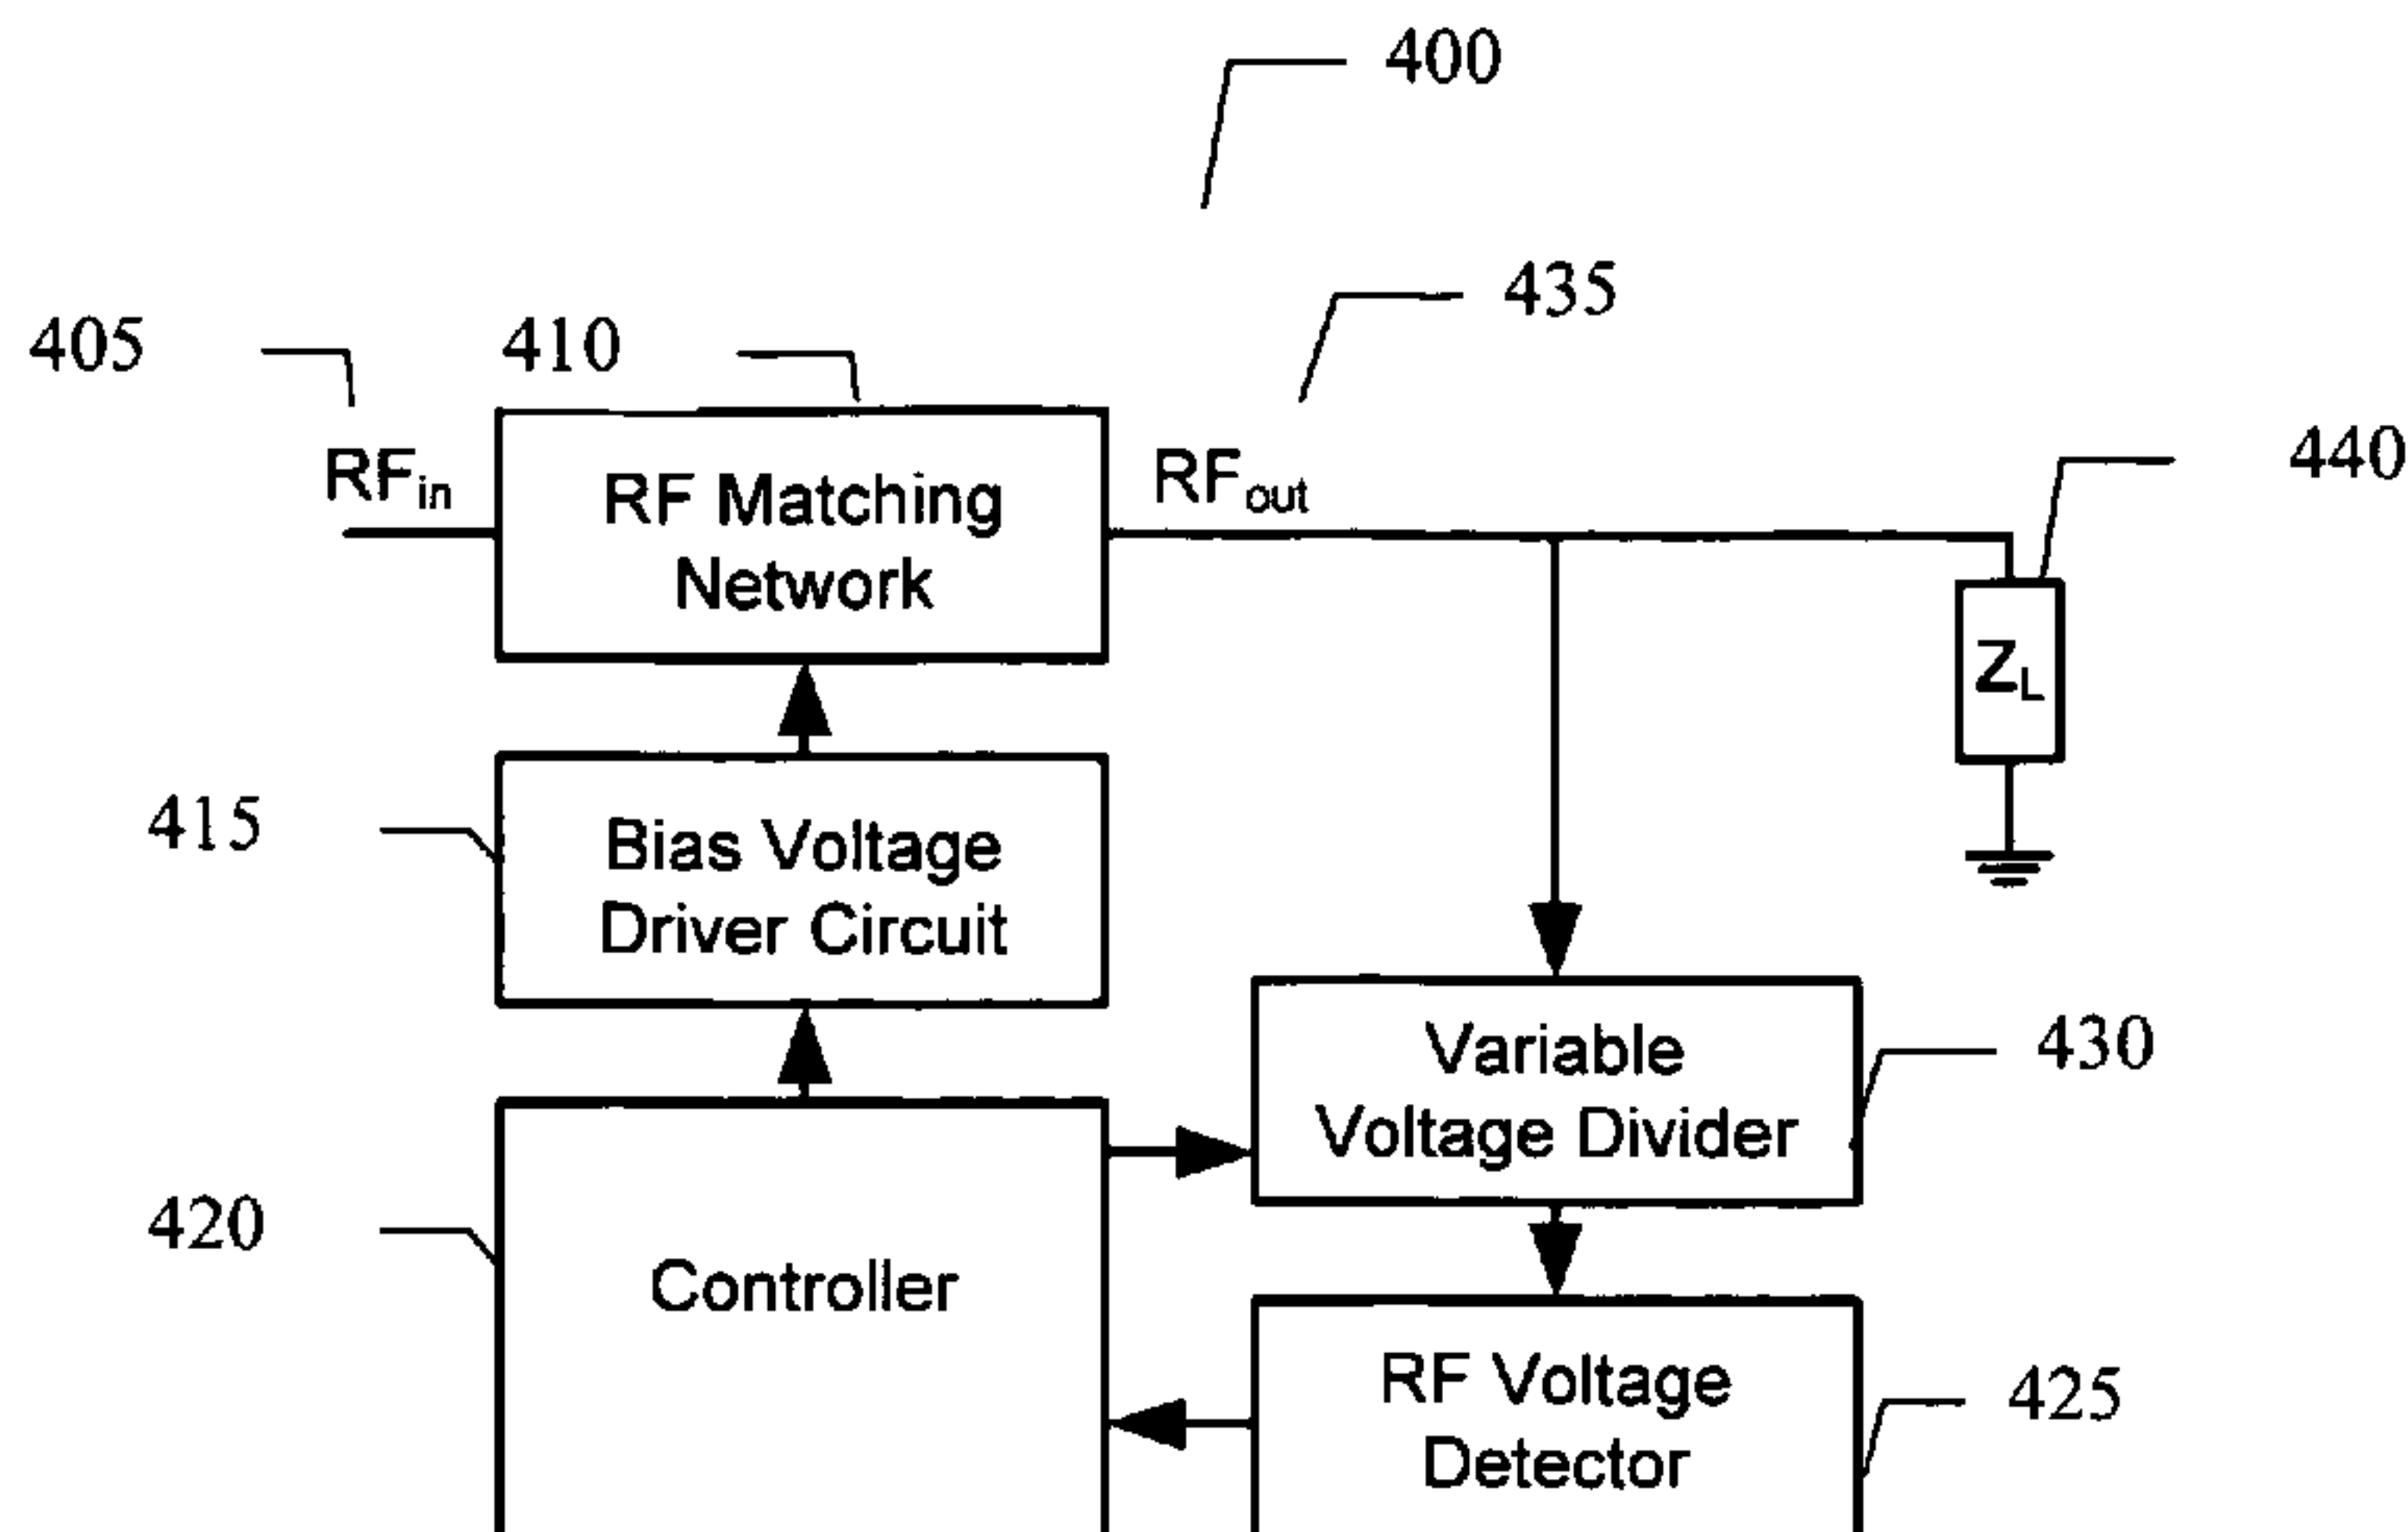 400
435
405
410
440
RFin
RF Matching
Network
RFout
ZL
415
Bias Voltage
Driver Circuit
Variable
Voltage Divider
430
420
Controller
RF Voltage
Detector
425